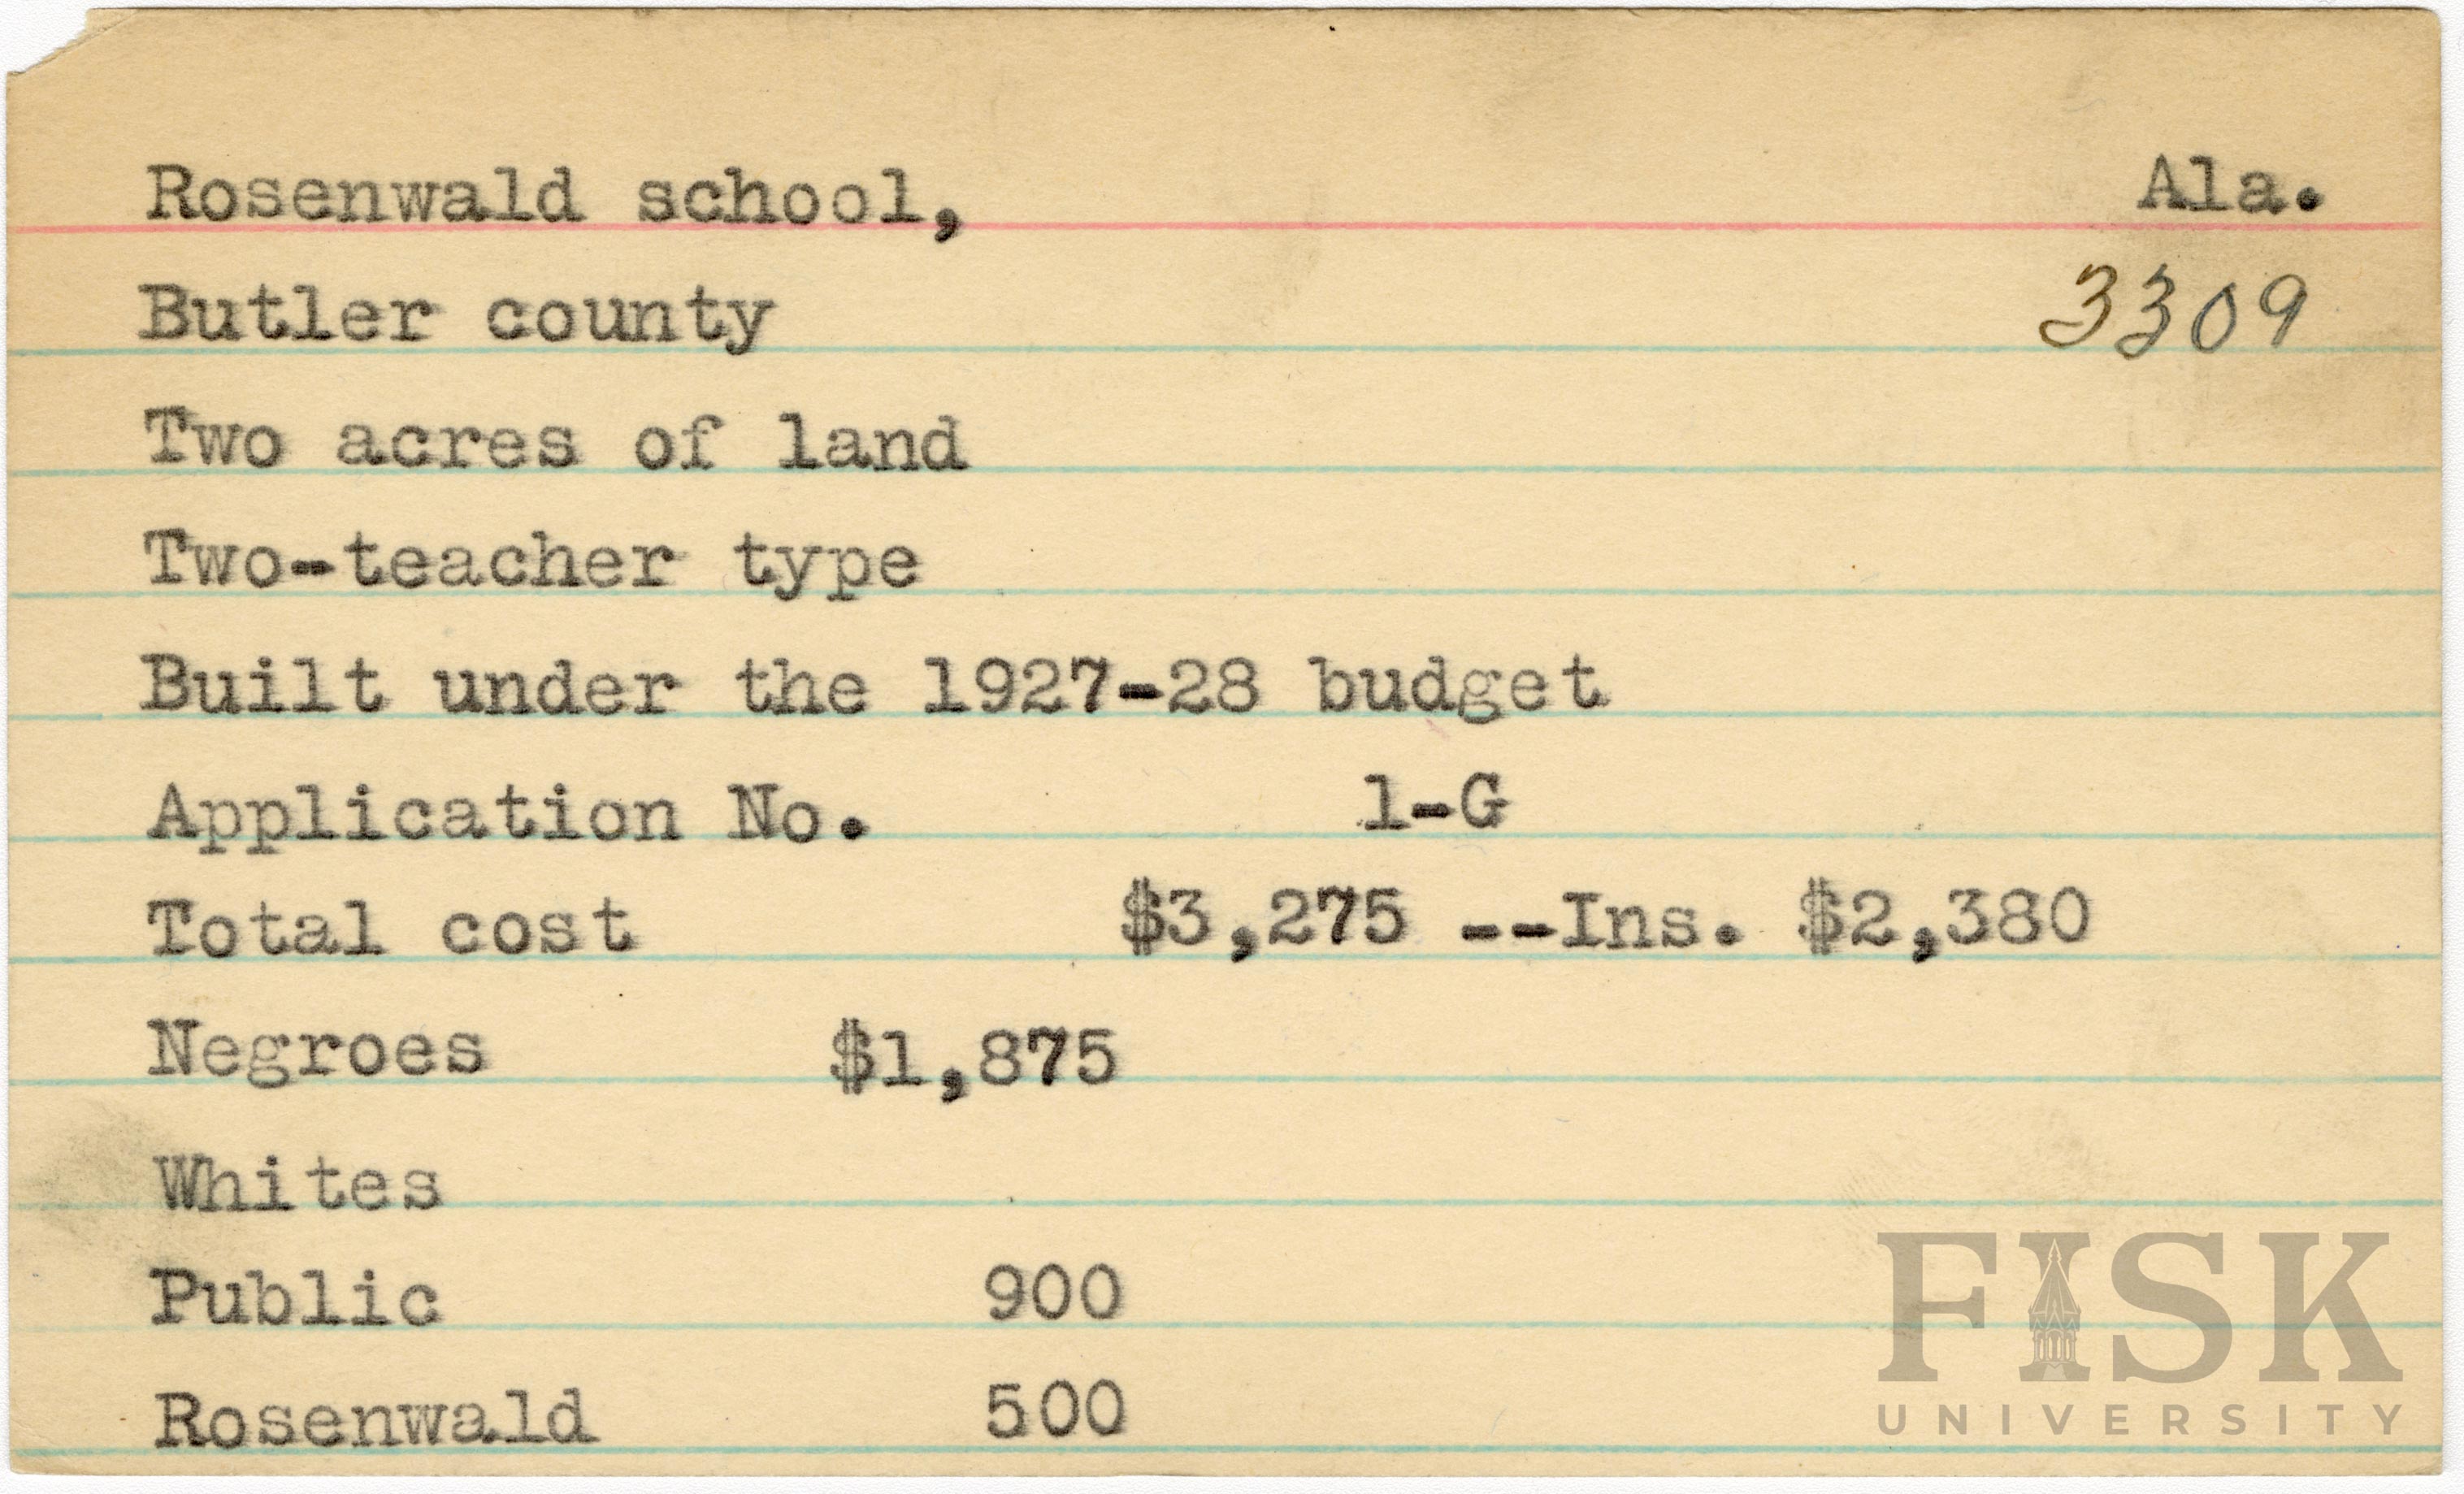 Rosenwald school, Ala.
Butler county 3309
Two acres of land
Two-teacher type
Built under the 1927-28 budget
Application No. 1-G
Total cost $3,275 --Ins. $2,380
Negroes $1,875
Whites
Public 900
Rosenwald 500
FISK
UNIVERSITY